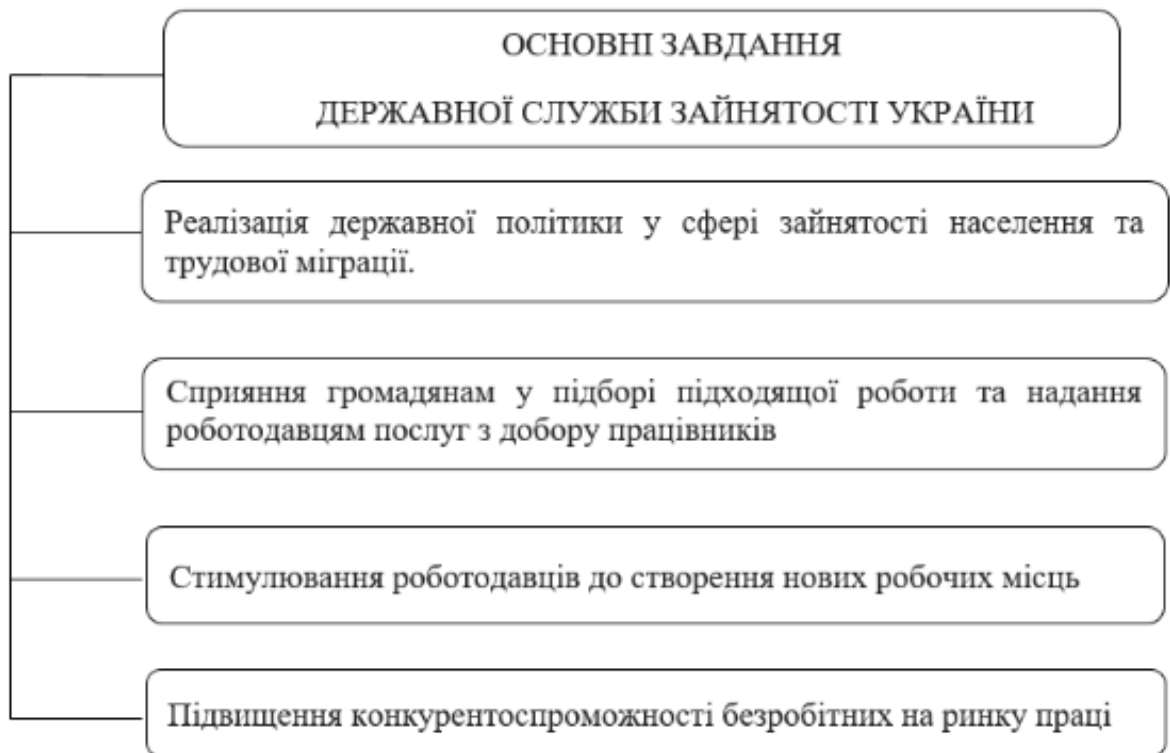 ОСНОВНІ ЗАВДАННЯ
ДЕРЖАВНОЇ СЛУЖБИ ЗАЙНЯТОСТІ УКРАЇНИ
Реалізація державної політики у сфері зайнятості населення та
трудової міграції.
Сприяння громадянам у підборі підходящої роботи та надання
роботодавцям послуг з добору працівників
Стимулювання роботодавців до створення нових робочих місць
Підвищення конкурентоспроможності безробітних на ринку праці